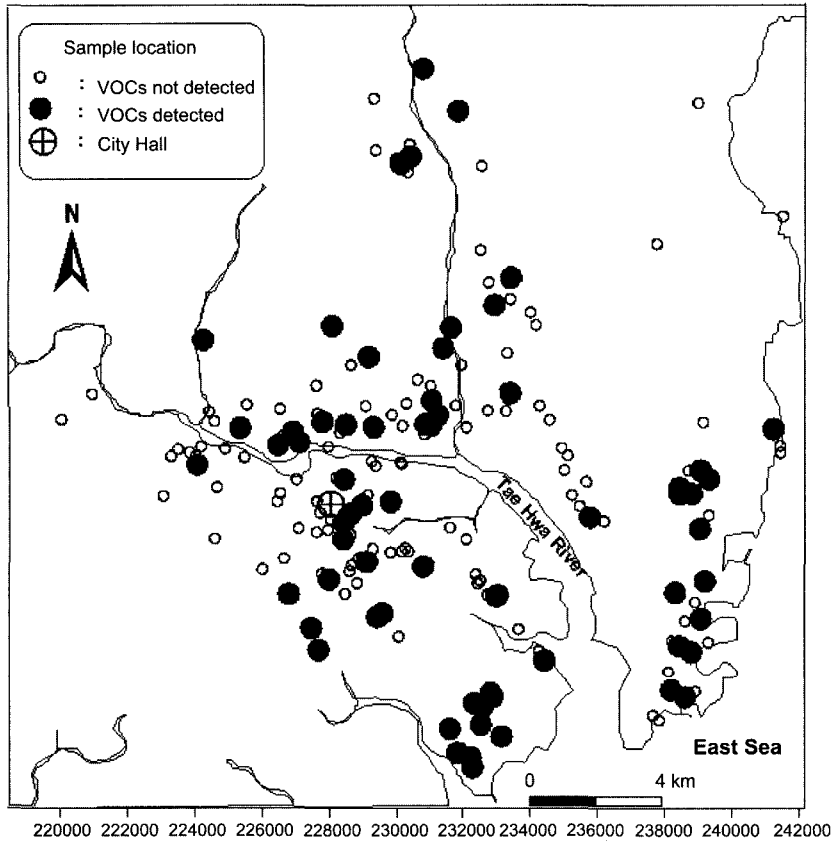 Sample location
: VOCs not detected
: VOCs detected
: City Hall
N
Tae Hwa River
East Sea
0 4 km
220000 222000 224000 226000 228000 230000 232000 234000 236000 238000 240000 242000